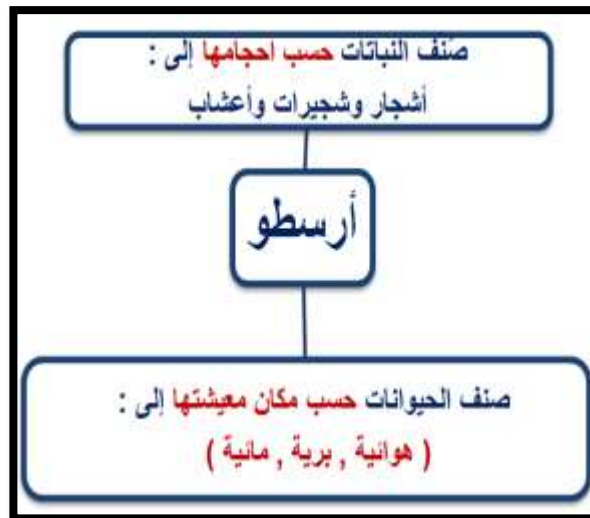 صنف النباتات حسب احجامها إلى :
أشجار وشجيرات وأعشاب
أرسطو
صنف الحيوانات حسب مكان معيشتها إلى :
( هوائية , برية , مائية )